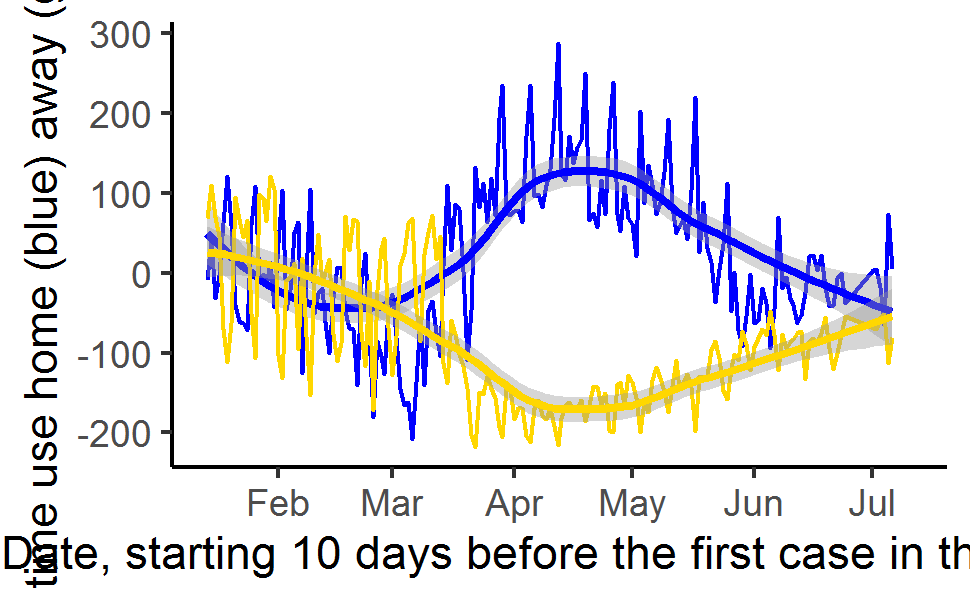 time use home (blue) away (
300
200
100
0
-100
-200
Feb Mar Apr May Jun Jul
Date, starting 10 days before the first case in th